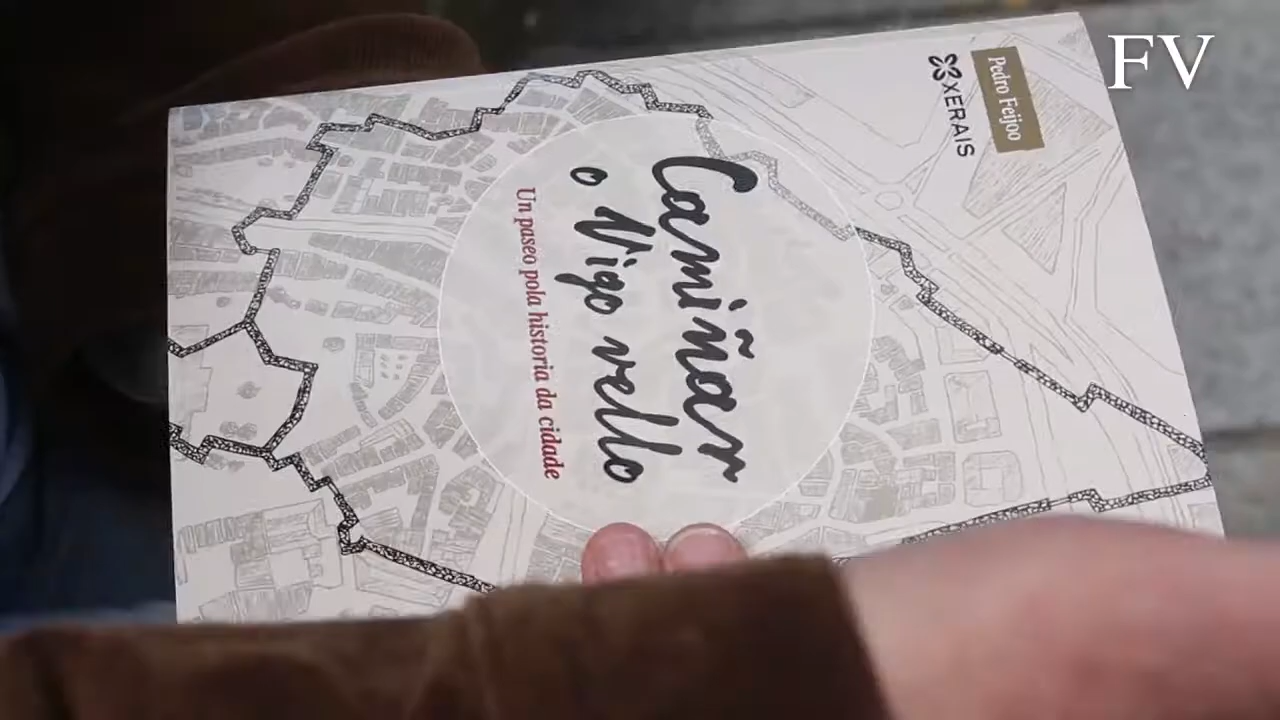 FV
Pedro Feijoo
XERAIS
Camiñar
o Vigo vello
Un paseo pola historia da cidade